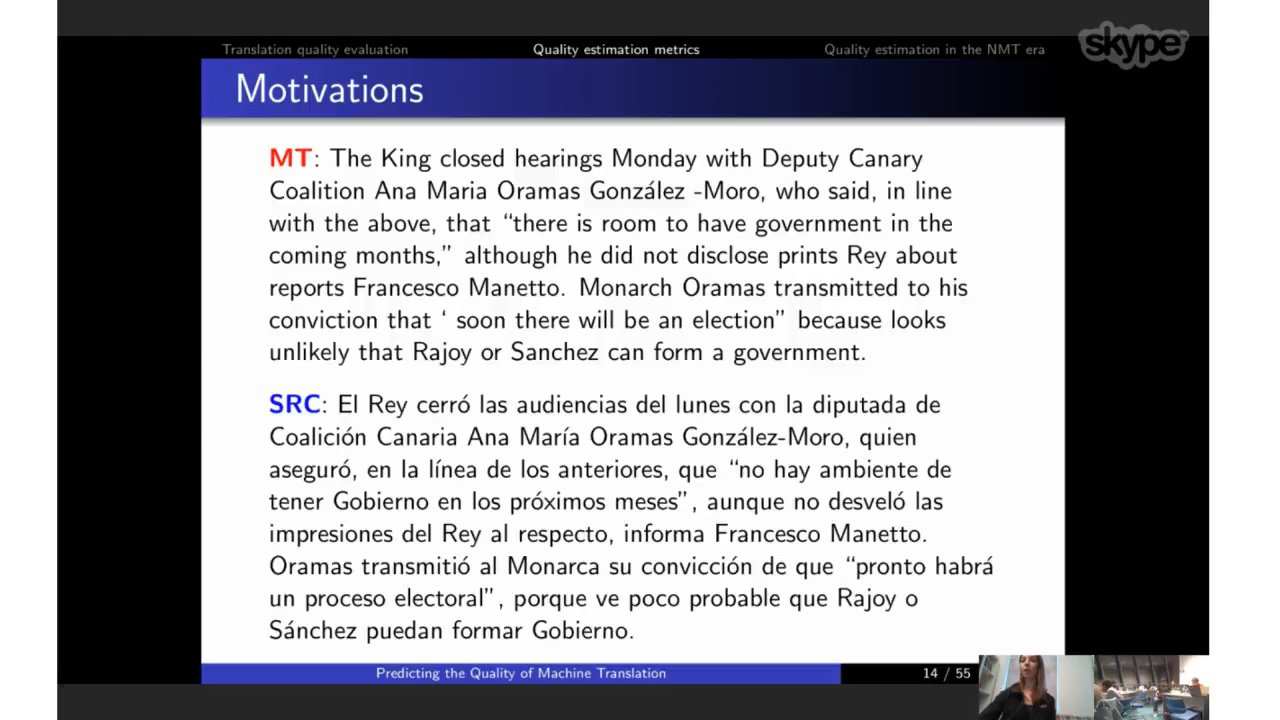 Translation quality evaluation Quality estimation metrics Quality estimation in the NMT era
skype™
Motivations
MT: The King closed hearings Monday with Deputy Canary
Coalition Ana Maria Oramas González -Moro, who said, in line
with the above, that “there is room to have government in the
coming months,” although he did not disclose prints Rey about
reports Francesco Manetto. Monarch Oramas transmitted to his
conviction that ‘ soon there will be an election” because looks
unlikely that Rajoy or Sanchez can form a government.
SRC: El Rey cerró las audiencias del lunes con la diputada de
Coalición Canaria Ana María Oramas González-Moro, quien
aseguró, en la línea de los anteriores, que “no hay ambiente de
tener Gobierno en los próximos meses”, aunque no desveló las
impresiones del Rey al respecto, informa Francesco Manetto.
Oramas transmitió al Monarca su convicción de que “pronto habrá
un proceso electoral”, porque ve poco probable que Rajoy o
Sánchez puedan formar Gobierno.
Predicting the Quality of Machine Translation 14 / 55